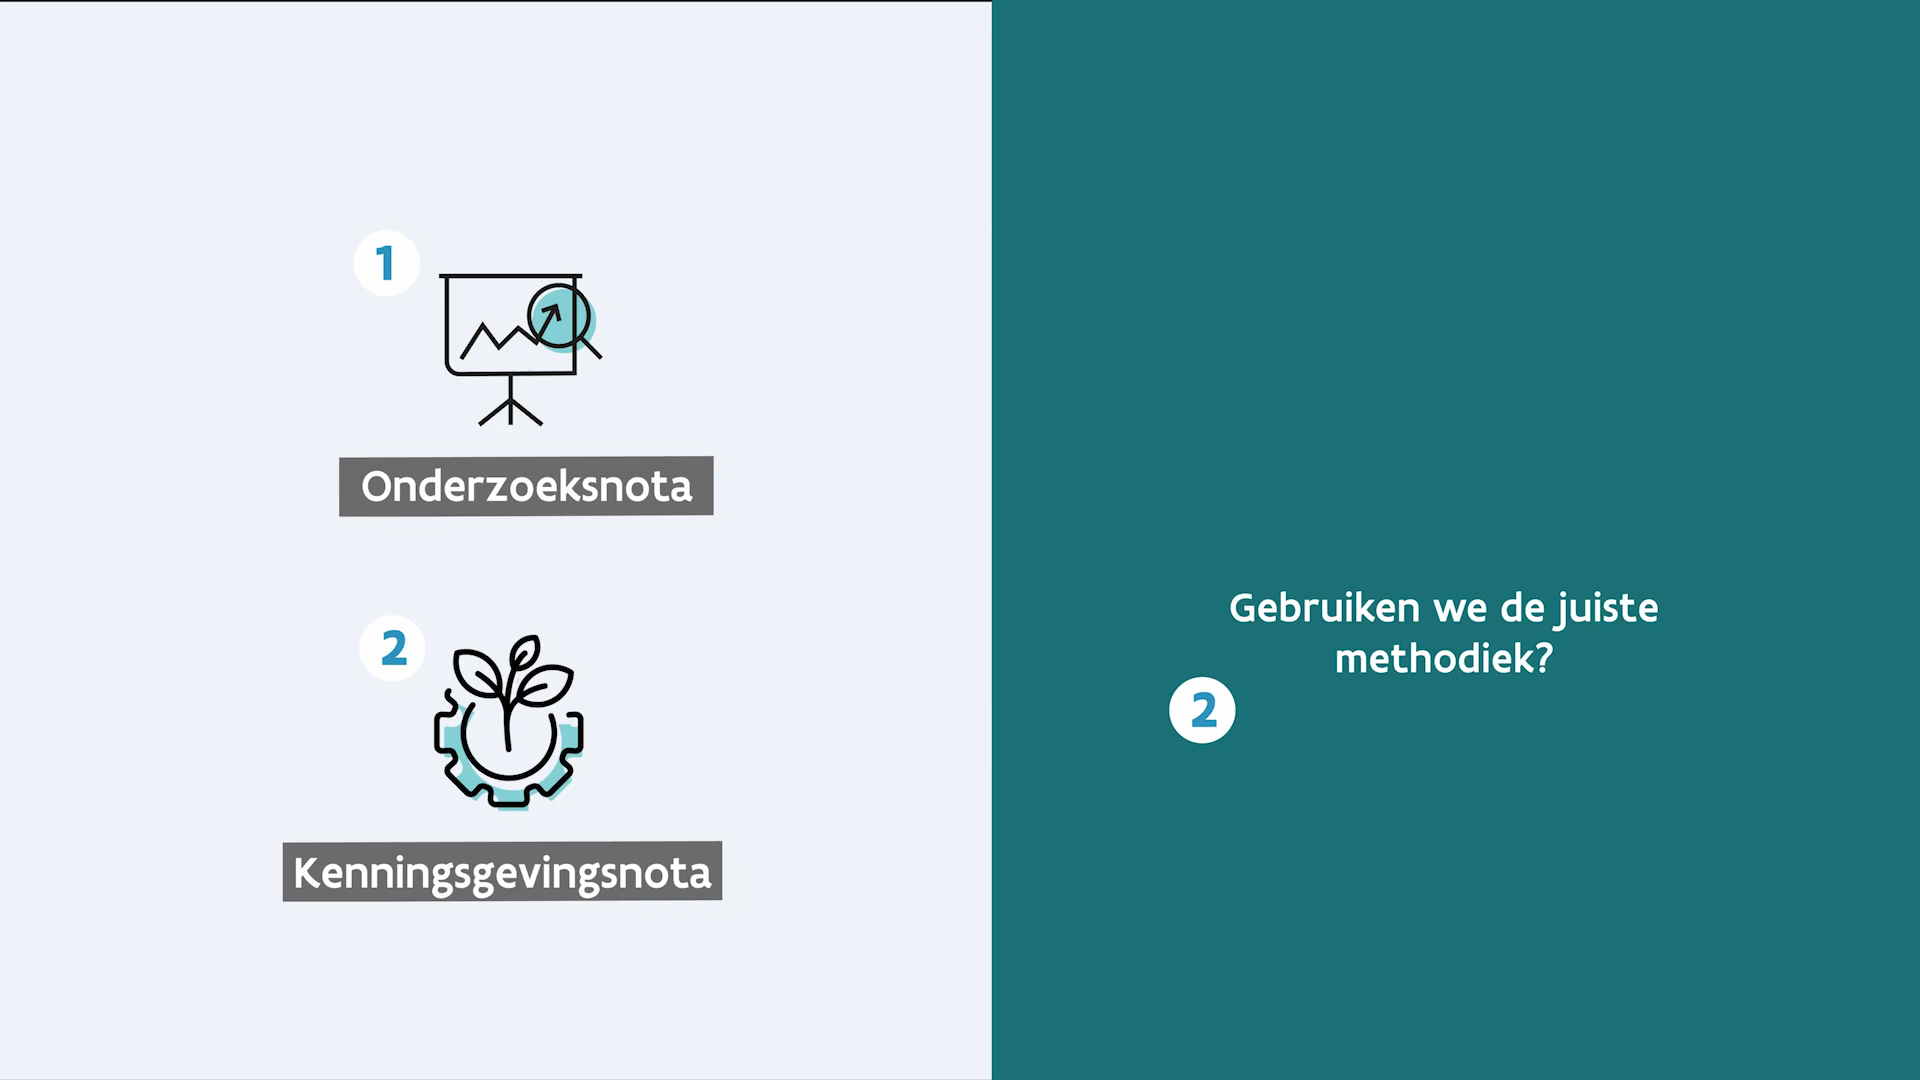 1
Onderzoeksnota
2
Kenningsgevingsnota
Gebruiken we de juiste
methodiek?
2